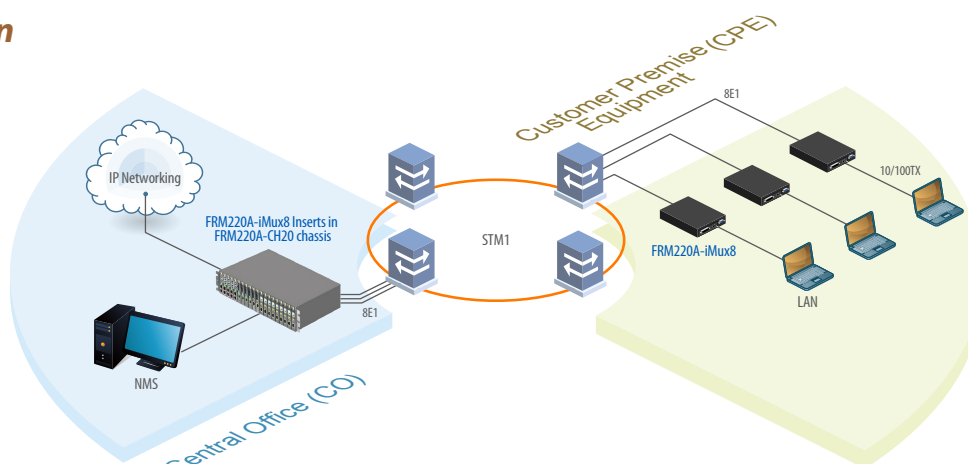 n
Customer Premise (CPE)
Equipment
8E1
IP Networking
10/100TX
FRM220A-iMux8 Inserts in
FRM220A-CH20 chassis
STM1
FRM220A-iMux8
8E1
LAN
NMS
Central Office (CO)